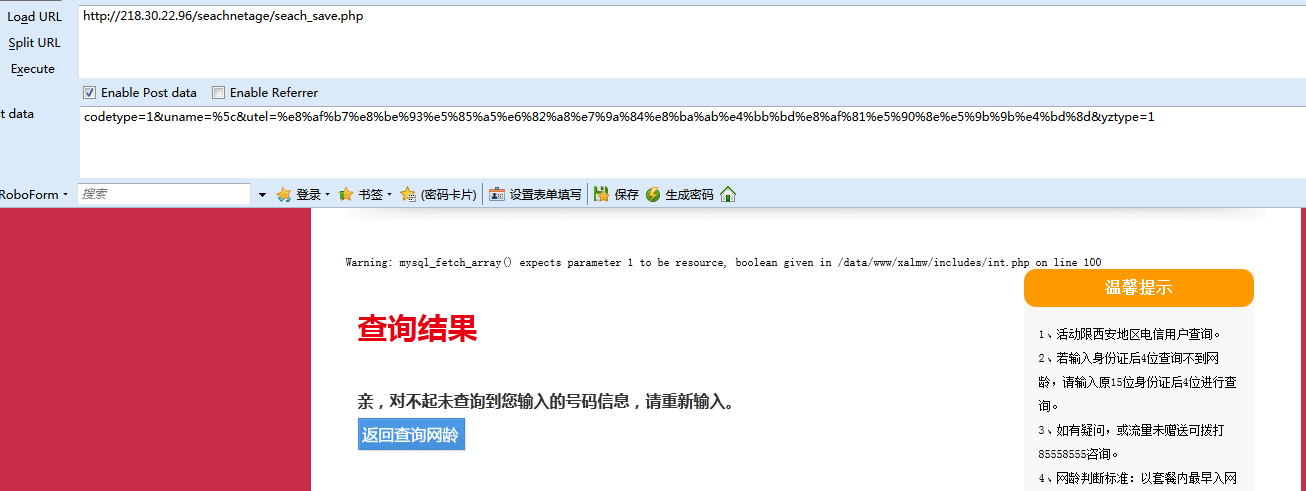 Load URL
http://218.30.22.96/seachnetage/seach_save.php
Split URL
Execute
Enable Post data Enable Referrer
t data
codetype=1&uname=%5c&utel=%e8%af%b7%e8%be%93%e5%85%a5%e6%82%a8%e7%9a%84%e8%ba%ab%e4%bb%bd%e8%af%81%e5%90%8e%e5%9b%9b%e4%bd%8d&yztype=1
RoboForm 搜索 登录 书签 (密码卡片) 设置表单填写 保存 生成密码
Warning: mysql_fetch_array() expects parameter 1 to be resource, boolean given in /data/www/xalmw/includes/int.php on line 100
查询结果
亲，对不起未查询到您输入的号码信息，请重新输入。
返回查询网龄
温馨提示
1、活动限西安地区电信用户查询。
2、若输入身份证后4位查询不到网
龄，请输入原15位身份证后4位进行查
询。
3、如有疑问，或流量未赠送可拨打
85558555咨询。
4、网龄判断标准：以套餐内最早入网